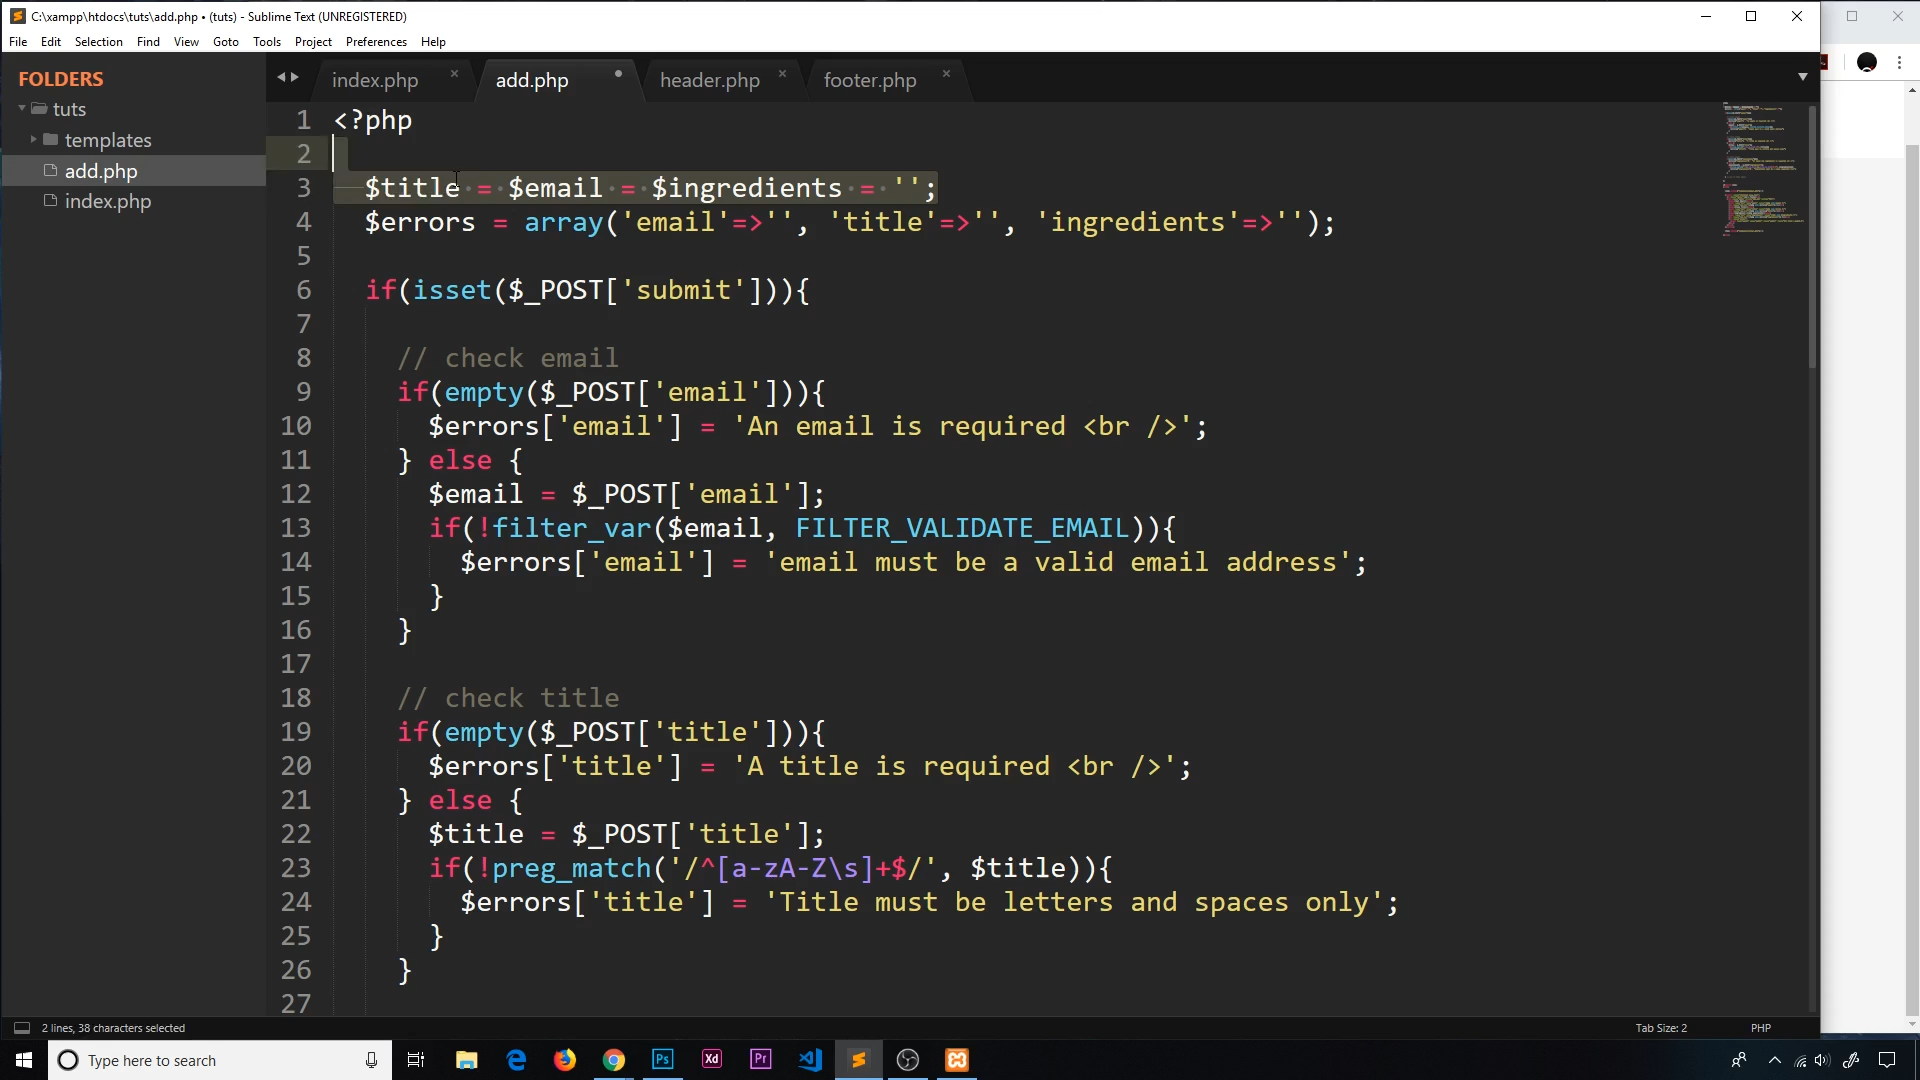 C:\xampp\htdocs\tuts\add.php • (tuts) - Sublime Text (UNREGISTERED)
File Edit Selection Find View Goto Tools Project Preferences Help
FOLDERS
tuts
templates
add.php
index.php
index.php add.php header.php footer.php
1 <?php
2
3 $title = $email = $ingredients = '';
4 $errors = array('email'=>'', 'title'=>'', 'ingredients'=>'');
5
6 if(isset($_POST['submit'])){
7
8 // check email
9 if(empty($_POST['email'])){
10 $errors['email'] = 'An email is required <br />';
11 } else {
12 $email = $_POST['email'];
13 if(!filter_var($email, FILTER_VALIDATE_EMAIL)){
14 $errors['email'] = 'email must be a valid email address';
15 }
16 }
17
18 // check title
19 if(empty($_POST['title'])){
20 $errors['title'] = 'A title is required <br />';
21 } else {
22 $title = $_POST['title'];
23 if(!preg_match('/^[a-zA-Z\s]+$/', $title)){
24 $errors['title'] = 'Title must be letters and spaces only';
25 }
26 }
27
2 lines, 38 characters selected
Tab Size: 2 PHP
Type here to search
Ps Xd Pr